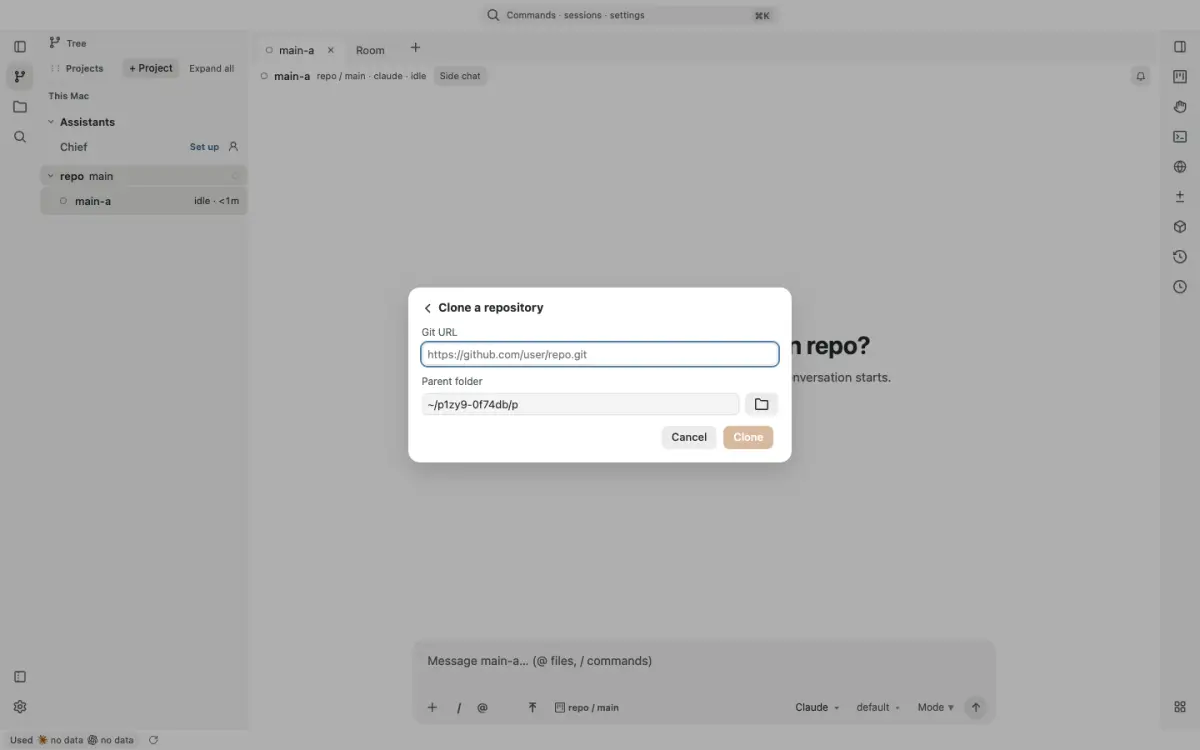 Commands · sessions · settings ⌘K
Tree
Projects + Project Expand all
This Mac
Assistants
Chief Set up
repo main
main-a idle · <1m
main-a × Room +
main-a repo / main · claude · idle Side chat
n repo?
nversation starts.
Clone a repository
Git URL
https://github.com/user/repo.git
Parent folder
~/p1zy9-0f74db/p
Cancel Clone
Message main-a... (@ files, / commands)
+ / @ repo / main Claude default Mode
Used no data no data